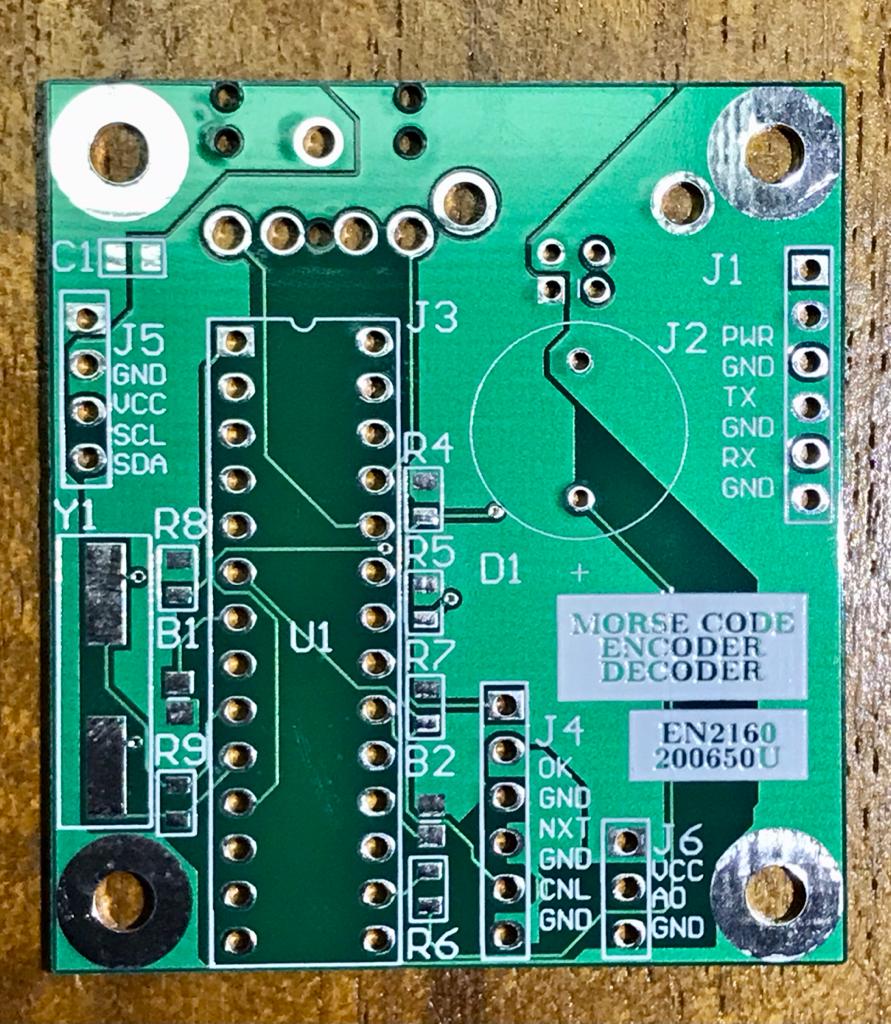 C1
J1
J3
J5
GND
VCC
SCL
SDA
J2
PWR
GND
TX
GND
RX
GND
R4
Y1
R8
R5
D1
+
B1
U1
MORSE CODE
ENCODER
DECODER
R7
EN2160
200650U
R9
B2
J4
OK
GND
NXT
GND
CNL
GND
J6
VCC
AO
GND
R6